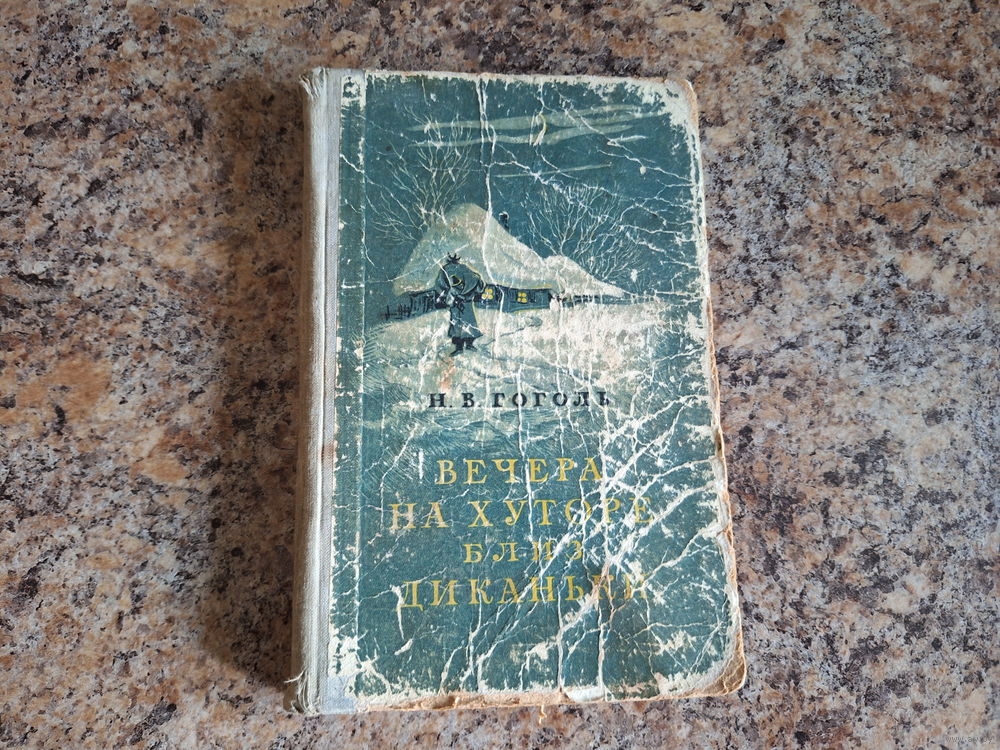 Н. В. ГОГОЛЬ
ВЕЧЕРА
НА ХУТОРЕ
БЛИЗ
ДИКАНЬКИ